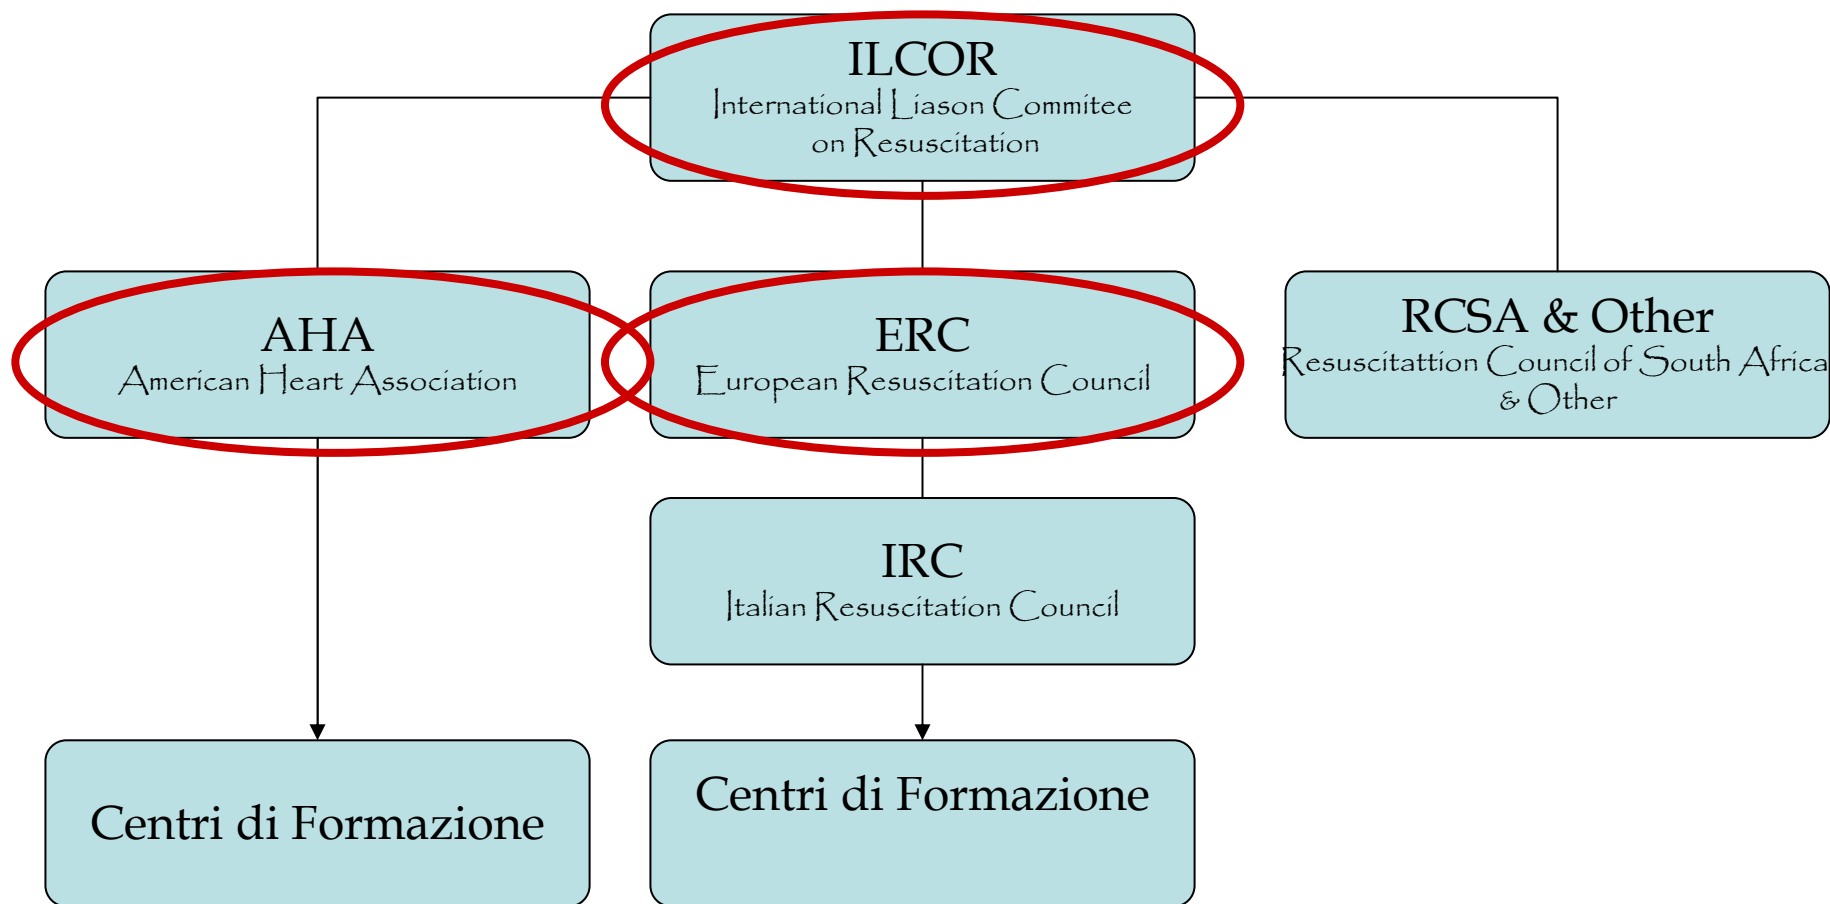 ILCOR
International Liason Commitee
on Resuscitation
AHA
American Heart Association
ERC
European Resuscitation Council
RCSA & Other
Resuscitattion Council of South Africa
& Other
IRC
Italian Resuscitation Council
Centri di Formazione
Centri di Formazione